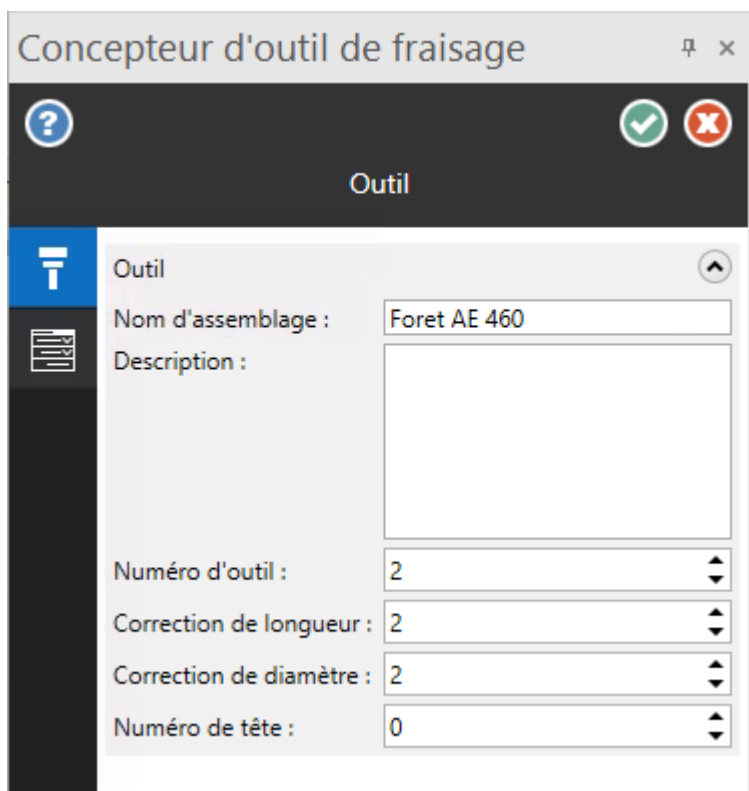 Concepteur d'outil de fraisage
Outil
Outil
Nom d'assemblage : Foret AE 460
Description :
Numéro d'outil : 2
Correction de longueur : 2
Correction de diamètre : 2
Numéro de tête : 0